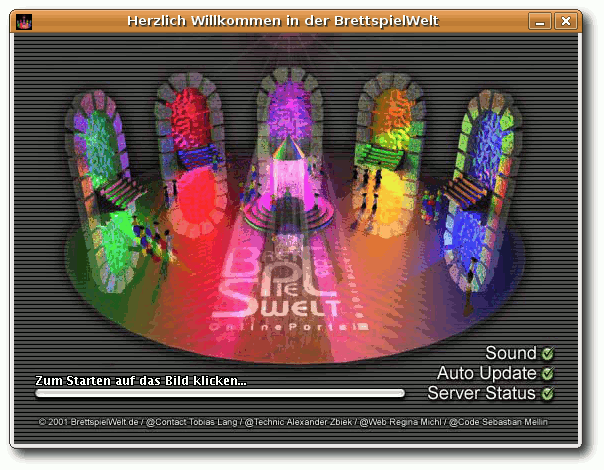 Herzlich Willkommen in der BrettspielWelt
BRETT
SPIEL
WELT
OnlinePortal
Sound
Auto Update
Zum Starten auf das Bild klicken...
Server Status
© 2001 BrettspielWelt.de / @Contact Tobias Lang / @Technic Alexander Zbiek / @Web Regina Michl / @Code Sebastian Mellin